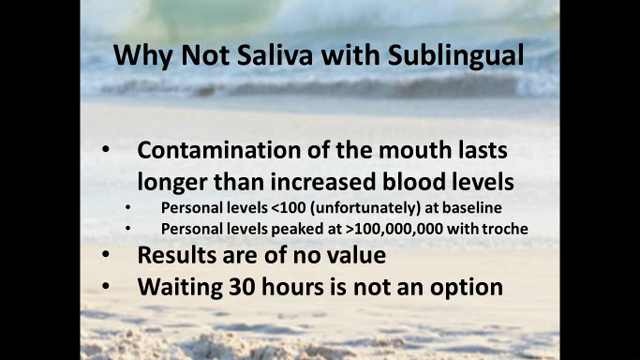 Why Not Saliva with Sublingual
• Contamination of the mouth lasts
longer than increased blood levels
• Personal levels <100 (unfortunately) at baseline
• Personal levels peaked at >100,000,000 with troche
• Results are of no value
• Waiting 30 hours is not an option